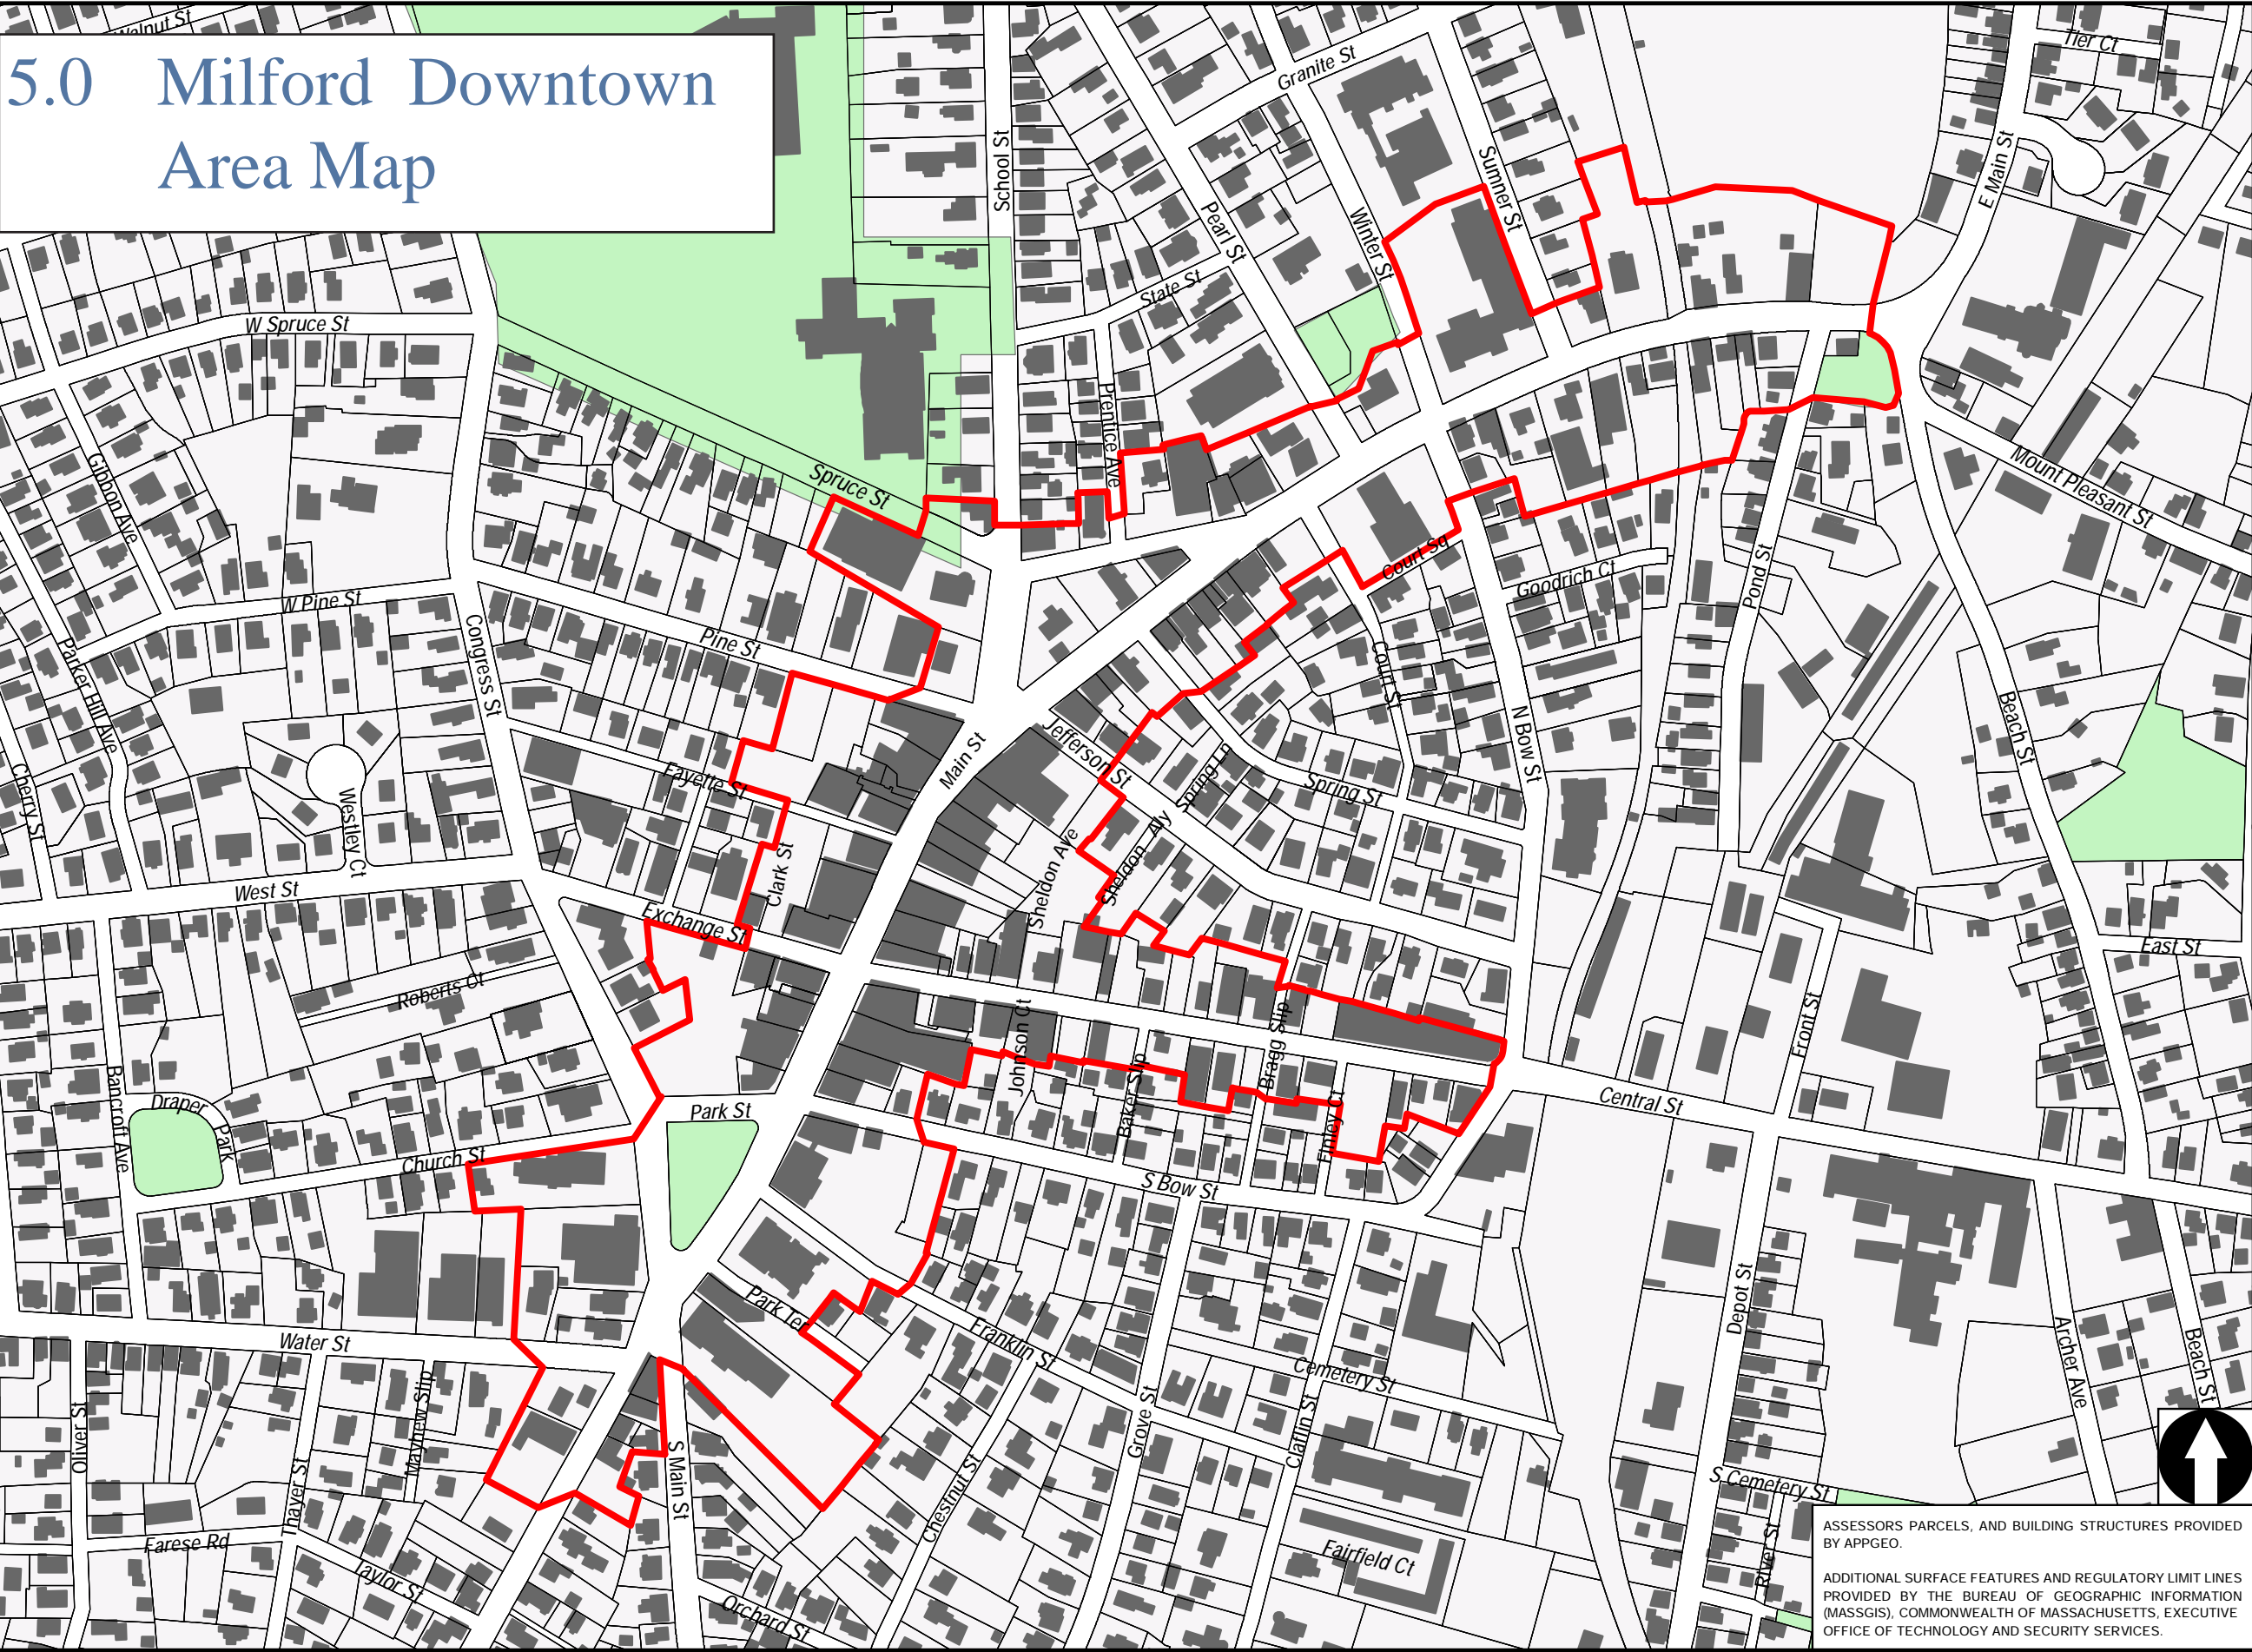 Walnut St
5.0 Milford Downtown
Area Map
Tier Ct
Granite St
School St
E Main St
Sumner St
Pearl St
Winter St
State St
W Spruce St
Prentice Ave
Spruce St
Gibbon Ave
Mount Pleasant St
Court Sq
Goodrich Ct
Pond St
W Pine St
Pine St
Congress St
Parker Hill Ave
Court St
N Bow St
Beach St
Main St
Jefferson St
Spring Ln
Spring St
Fayette St
Cherry St
Westley Ct
Sheldon Ave
Sheldon Aly
Clark St
West St
Exchange St
East St
Roberts Ct
Johnson Ct
Bragg Slip
Front St
Baker Slip
Finley Ct
Central St
Bancroft Ave
Draper
Park
Park St
Church St
S Bow St
Park Ter
Franklin St
Water St
Depot St
Cemetery St
Archer Ave
Beach St
Mayhew Slip
Oliver St
Grove St
Claflin St
S Main St
Chestnut St
S Cemetery St
Thayer St
Farese Rd
Fairfield Ct
River St
Taylor St
Orchard St
ASSESSORS PARCELS, AND BUILDING STRUCTURES PROVIDED
BY APPGEO.
ADDITIONAL SURFACE FEATURES AND REGULATORY LIMIT LINES
PROVIDED BY THE BUREAU OF GEOGRAPHIC INFORMATION
(MASSGIS), COMMONWEALTH OF MASSACHUSETTS, EXECUTIVE
OFFICE OF TECHNOLOGY AND SECURITY SERVICES.